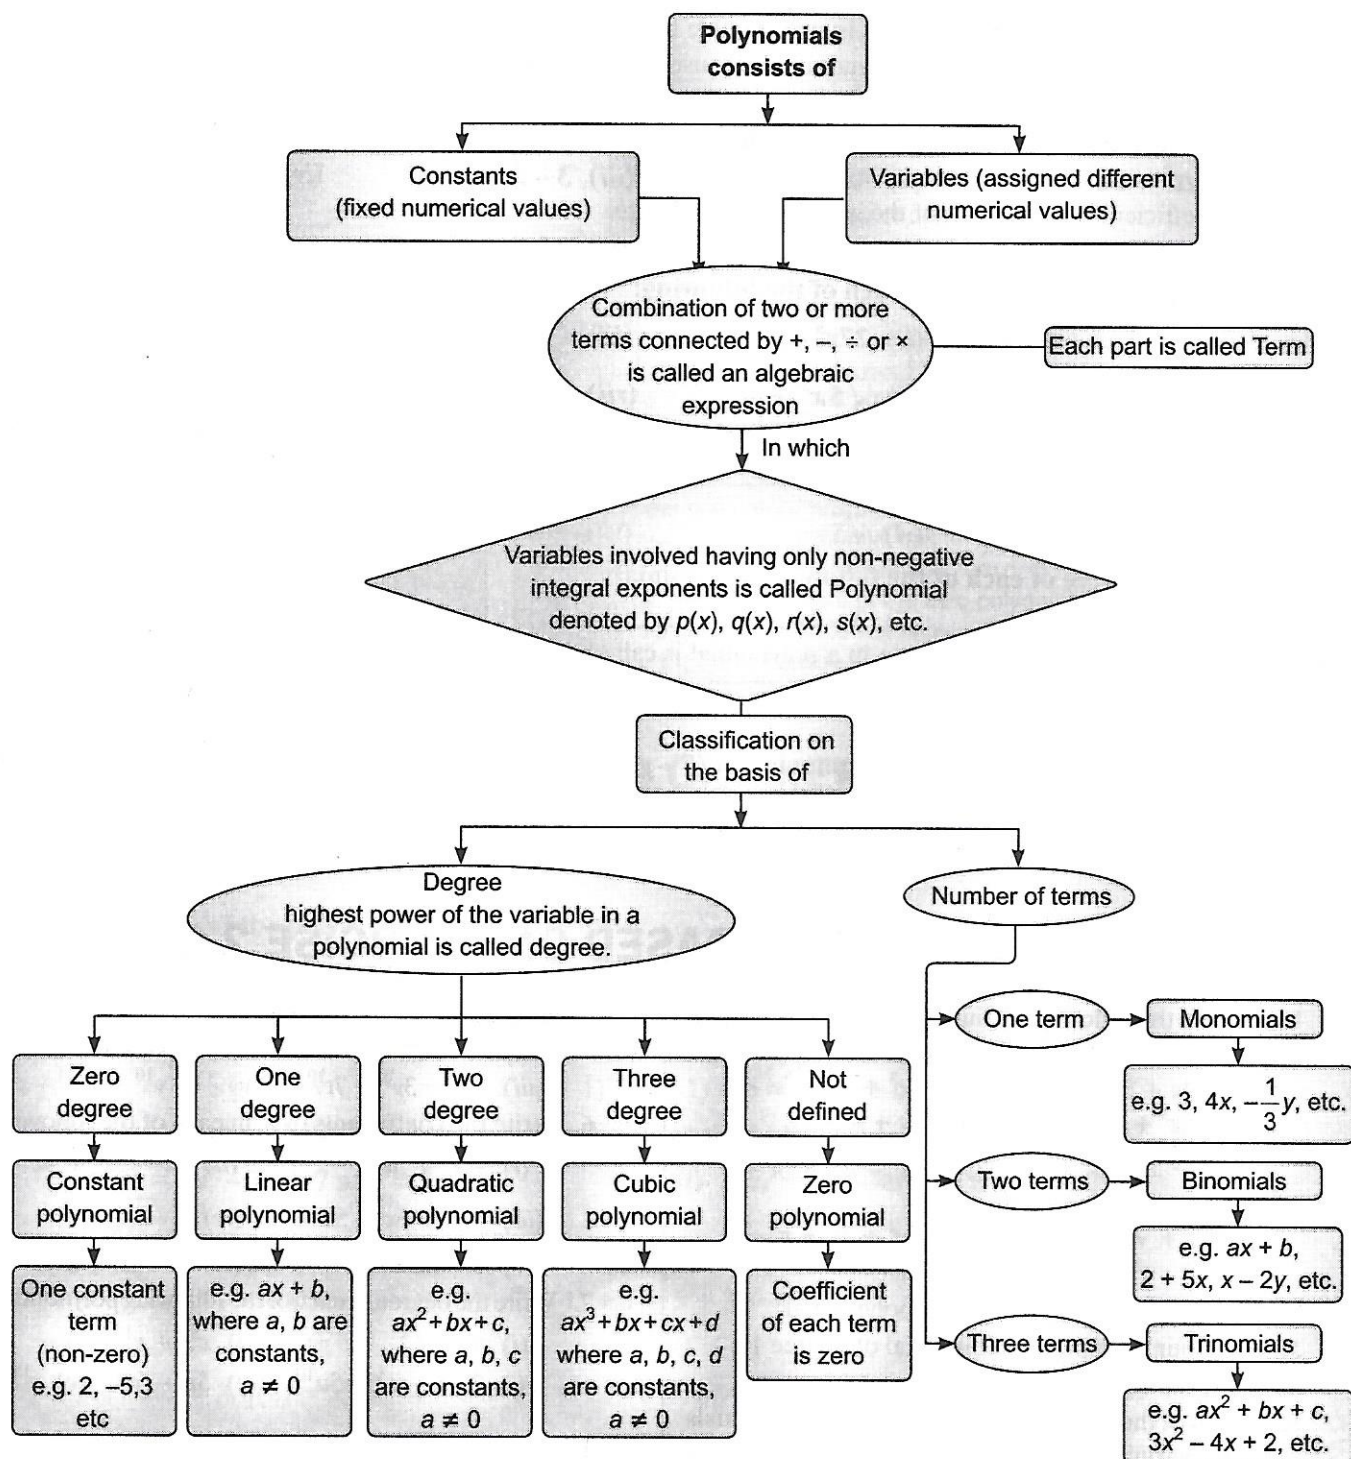 Polynomials
consists of
Constants
(fixed numerical values)
Variables (assigned different
numerical values)
Combination of two or more
terms connected by +, –, ÷ or ×
is called an algebraic
expression
Each part is called Term
In which
Variables involved having only non-negative
integral exponents is called Polynomial
denoted by p(x), q(x), r(x), s(x), etc.
Classification on
the basis of
Degree
highest power of the variable in a
polynomial is called degree.
Number of terms
Zero
degree
Constant
polynomial
One constant
term
(non-zero)
e.g. 2, –5,3
etc
One
degree
Linear
polynomial
e.g. ax + b,
where a, b are
constants,
a ≠ 0
Two
degree
Quadratic
polynomial
e.g.
ax² + bx + c,
where a, b, c
are constants,
a ≠ 0
Three
degree
Cubic
polynomial
e.g.
ax³ + bx + cx + d
where a, b, c, d
are constants,
a ≠ 0
Not
defined
Zero
polynomial
Coefficient
of each term
is zero
One term
Monomials
e.g. 3, 4x, –1/3 y, etc.
Two terms
Binomials
e.g. ax + b,
2 + 5x, x – 2y, etc.
Three terms
Trinomials
e.g. ax² + bx + c,
3x² – 4x + 2, etc.